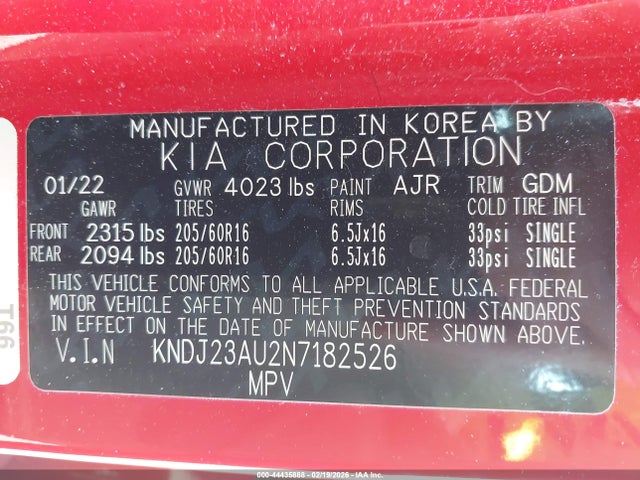 MANUFACTURED IN KOREA BY
KIA CORPORATION
01/22 GVWR 4023 lbs PAINT AJR TRIM GDM
GAWR TIRES RIMS COLD TIRE INFL
FRONT 2315 lbs 205/60R16 6.5Jx16 33psi SINGLE
REAR 2094 lbs 205/60R16 6.5Jx16 33psi SINGLE
THIS VEHICLE CONFORMS TO ALL APPLICABLE U.S.A. FEDERAL
MOTOR VEHICLE SAFETY AND THEFT PREVENTION STANDARDS
IN EFFECT ON THE DATE OF MANUFACTURE SHOWN ABOVE.
V.I.N KNDJ23AU2N7182526
MPV
000-44435888 - 02/19/2026 - IAA Inc.